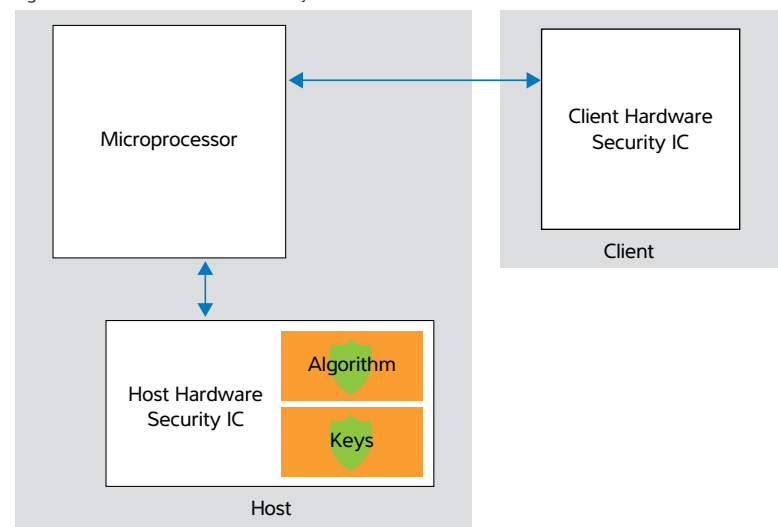 Microprocessor
Client Hardware
Security IC
Client
Algorithm
Host Hardware
Security IC
Keys
Host